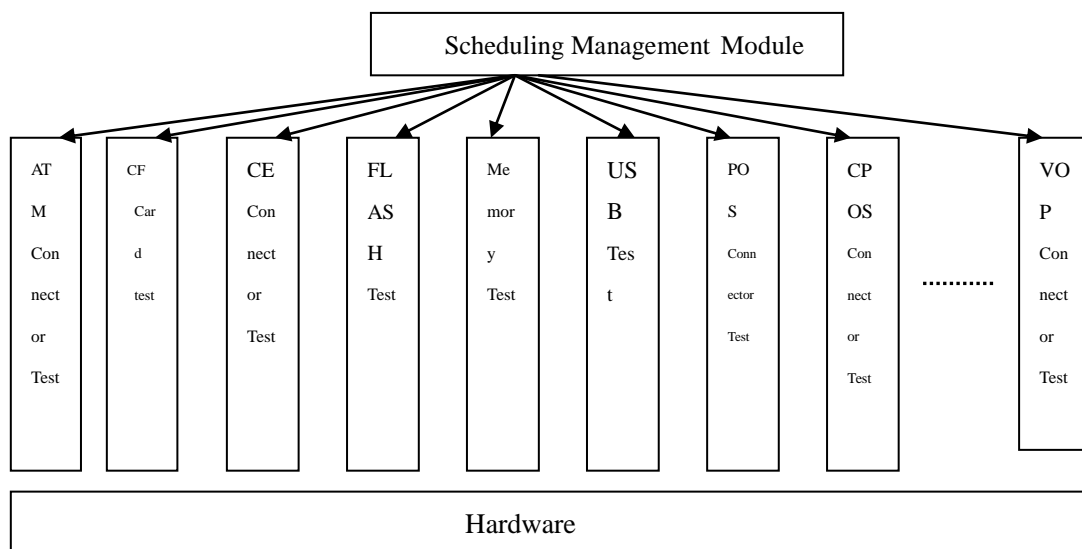 Scheduling Management Module
AT
M
Con
nect
or
Test
CF
Car
d
test
CE
Con
nect
or
Test
FL
AS
H
Test
Me
mor
y
Test
US
B
Tes
t
PO
S
Conn
ector
Test
CP
OS
Con
nect
or
Test
............
VO
P
Con
nect
or
Test
Hardware